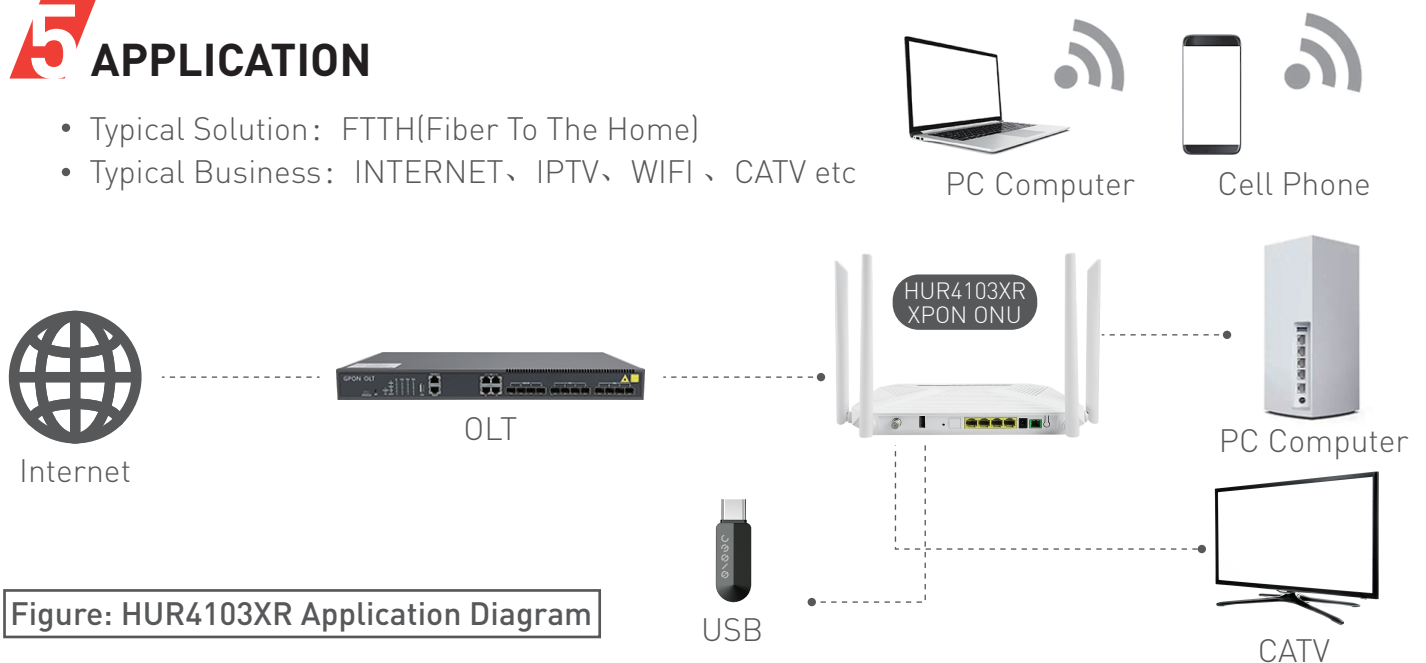 5 APPLICATION
• Typical Solution：FTTH(Fiber To The Home)
• Typical Business：INTERNET、IPTV、WIFI 、CATV etc
PC Computer
Cell Phone
HUR4103XR
XPON ONU
GPON OLT
OLT
Internet
PC Computer
USB
CATV
Figure: HUR4103XR Application Diagram